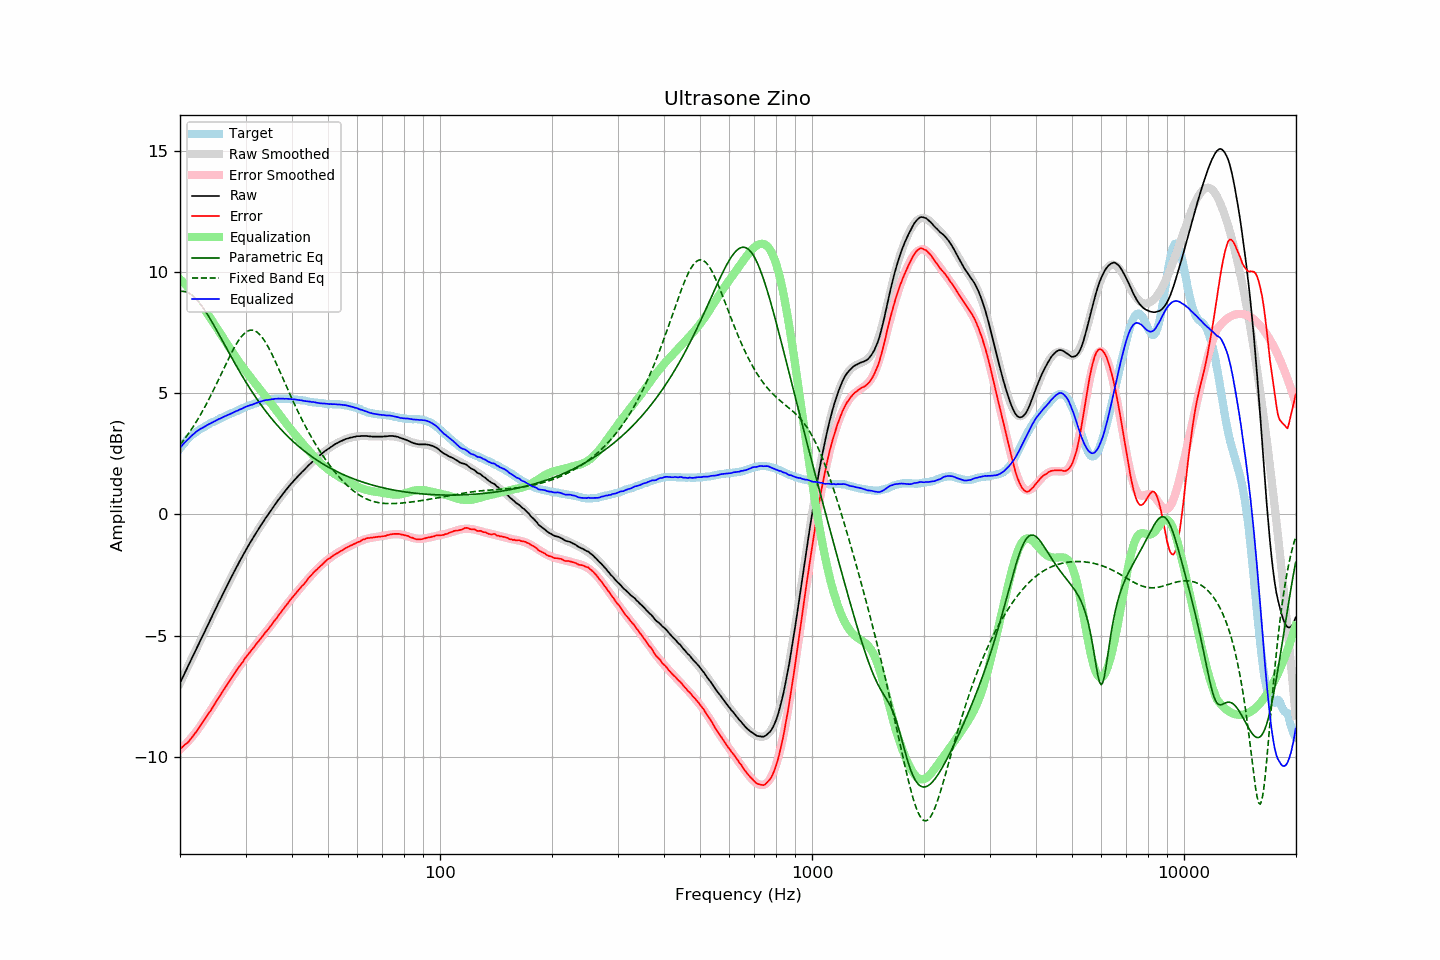 Ultrasone Zino
Target
Raw Smoothed
Error Smoothed
Raw
Error
Equalization
Parametric Eq
Fixed Band Eq
Equalized
15
10
5
0
−5
−10
Amplitude (dBr)
100
1000
10000
Frequency (Hz)